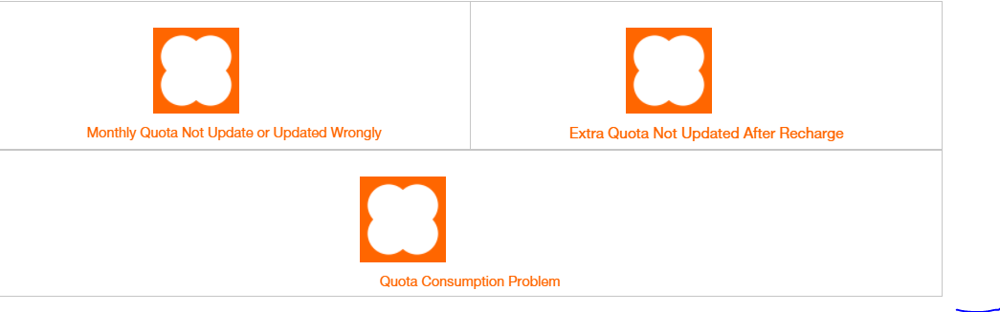 Monthly Quota Not Update or Updated Wrongly
Extra Quota Not Updated After Recharge
Quota Consumption Problem